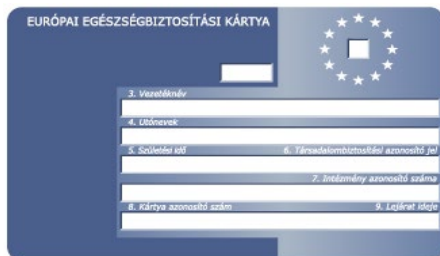 EURÓPAI EGÉSZSÉGBIZTOSÍTÁSI KÁRTYA
3. Vezetéknév
4. Utónevek
5. Születési idő 6. Társadalombiztosítási azonosító jel
7. Intézmény azonosító száma
8. Kártya azonosító szám 9. Lejárat ideje